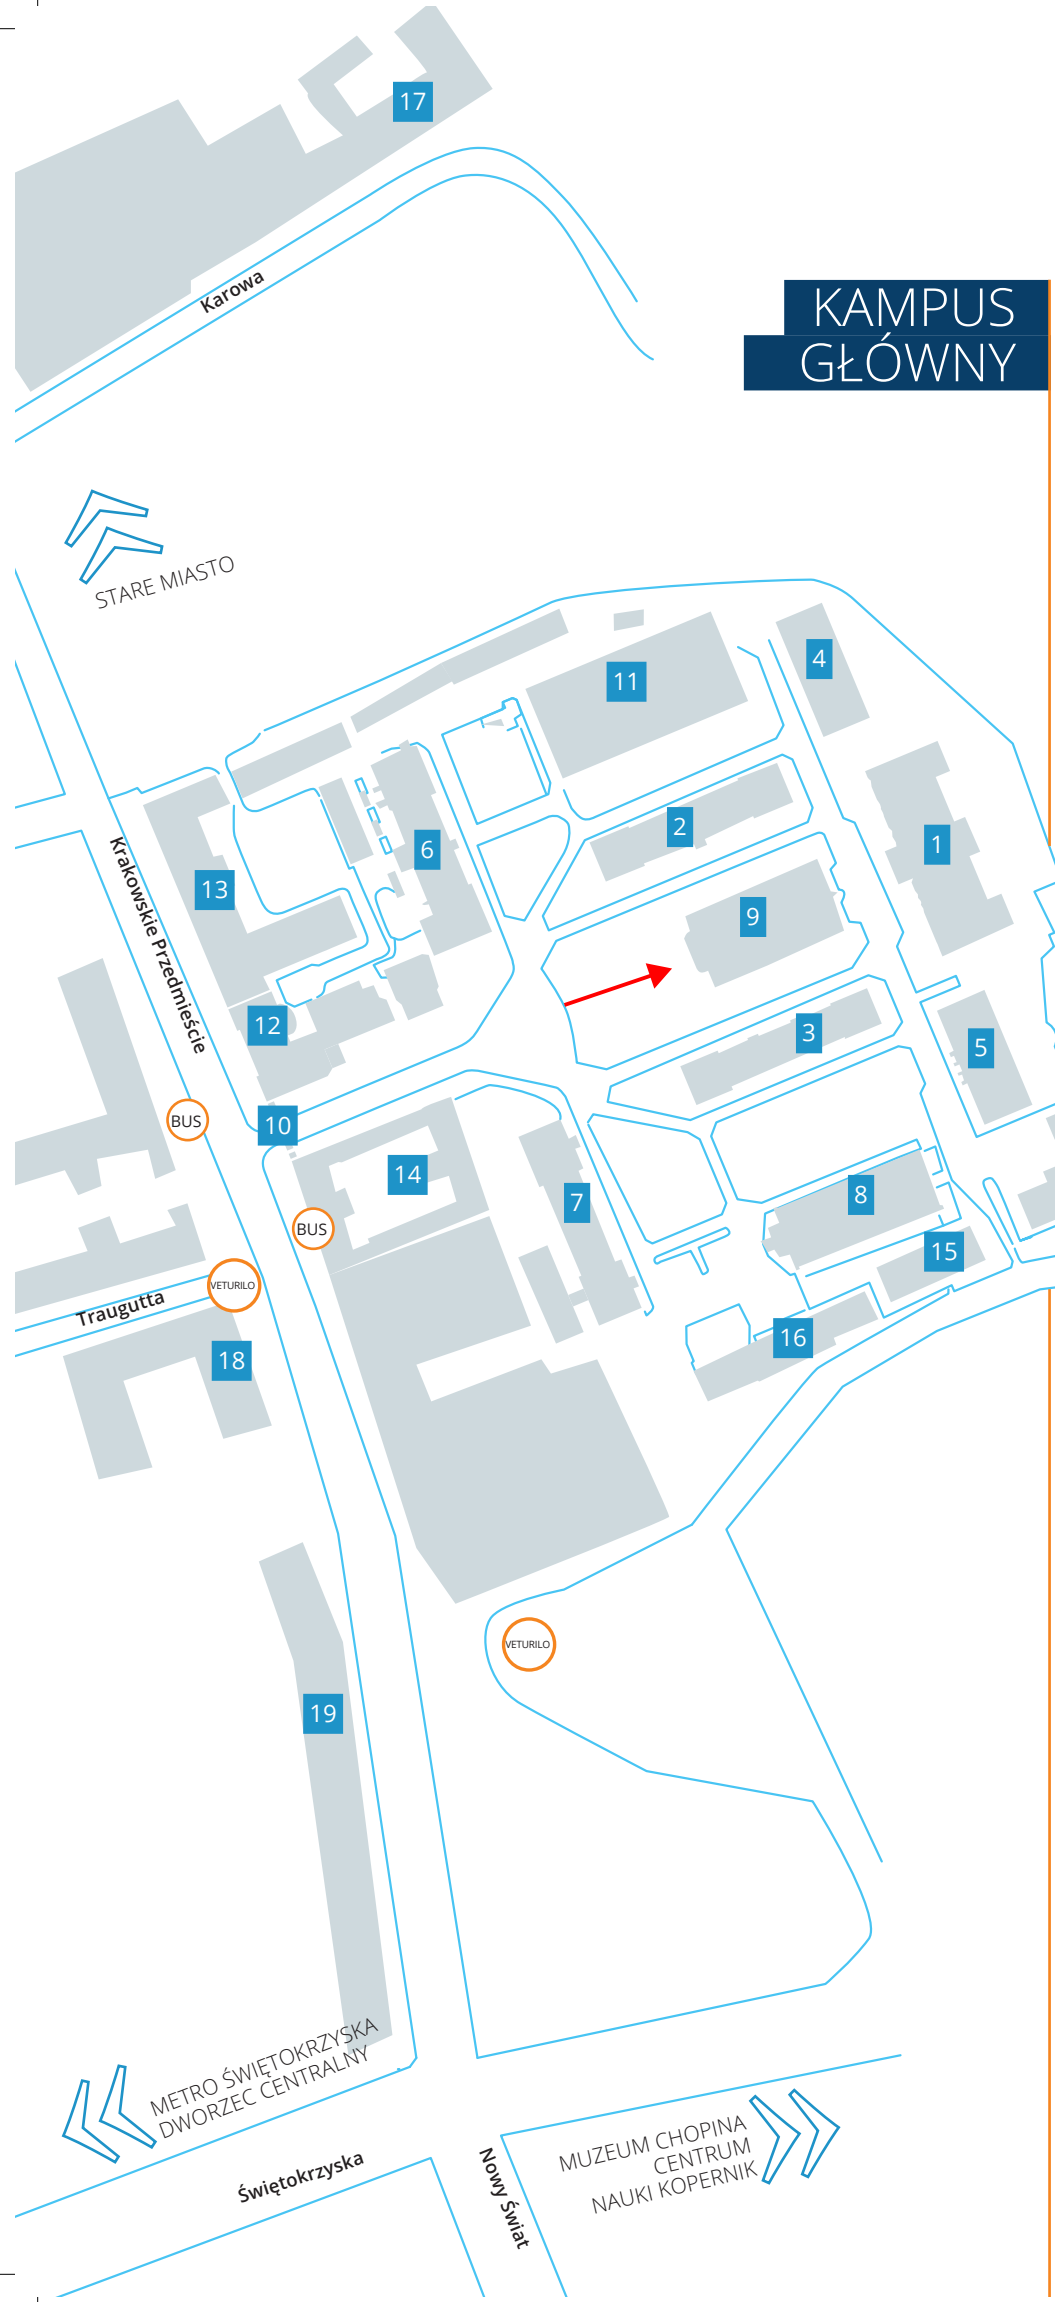 17
Karowa
KAMPUS
GŁÓWNY
STARE MIASTO
4
11
2
1
6
13
9
Krakowskie Przedmieście
12
3
5
BUS
10
14
8
7
BUS
15
VETURILO
Traugutta
16
18
VETURILO
19
METRO ŚWIĘTOKRZYSKA
DWORZEC CENTRALNY
MUZEUM CHOPINA
CENTRUM
NAUKI KOPERNIK
Świętokrzyska
Nowy Świat